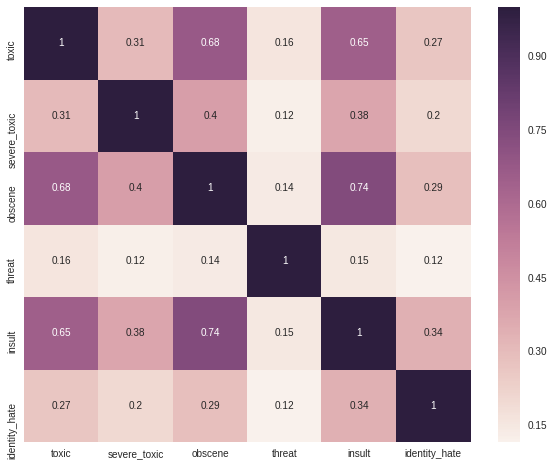 toxic 1 0.31 0.68 0.16 0.65 0.27 0.90
severe_toxic 0.31 1 0.4 0.12 0.38 0.2 0.75
obscene 0.68 0.4 1 0.14 0.74 0.29 0.60
threat 0.16 0.12 0.14 1 0.15 0.12 0.45
insult 0.65 0.38 0.74 0.15 1 0.34 0.30
identity_hate 0.27 0.2 0.29 0.12 0.34 1 0.15
toxic severe_toxic obscene threat insult identity_hate